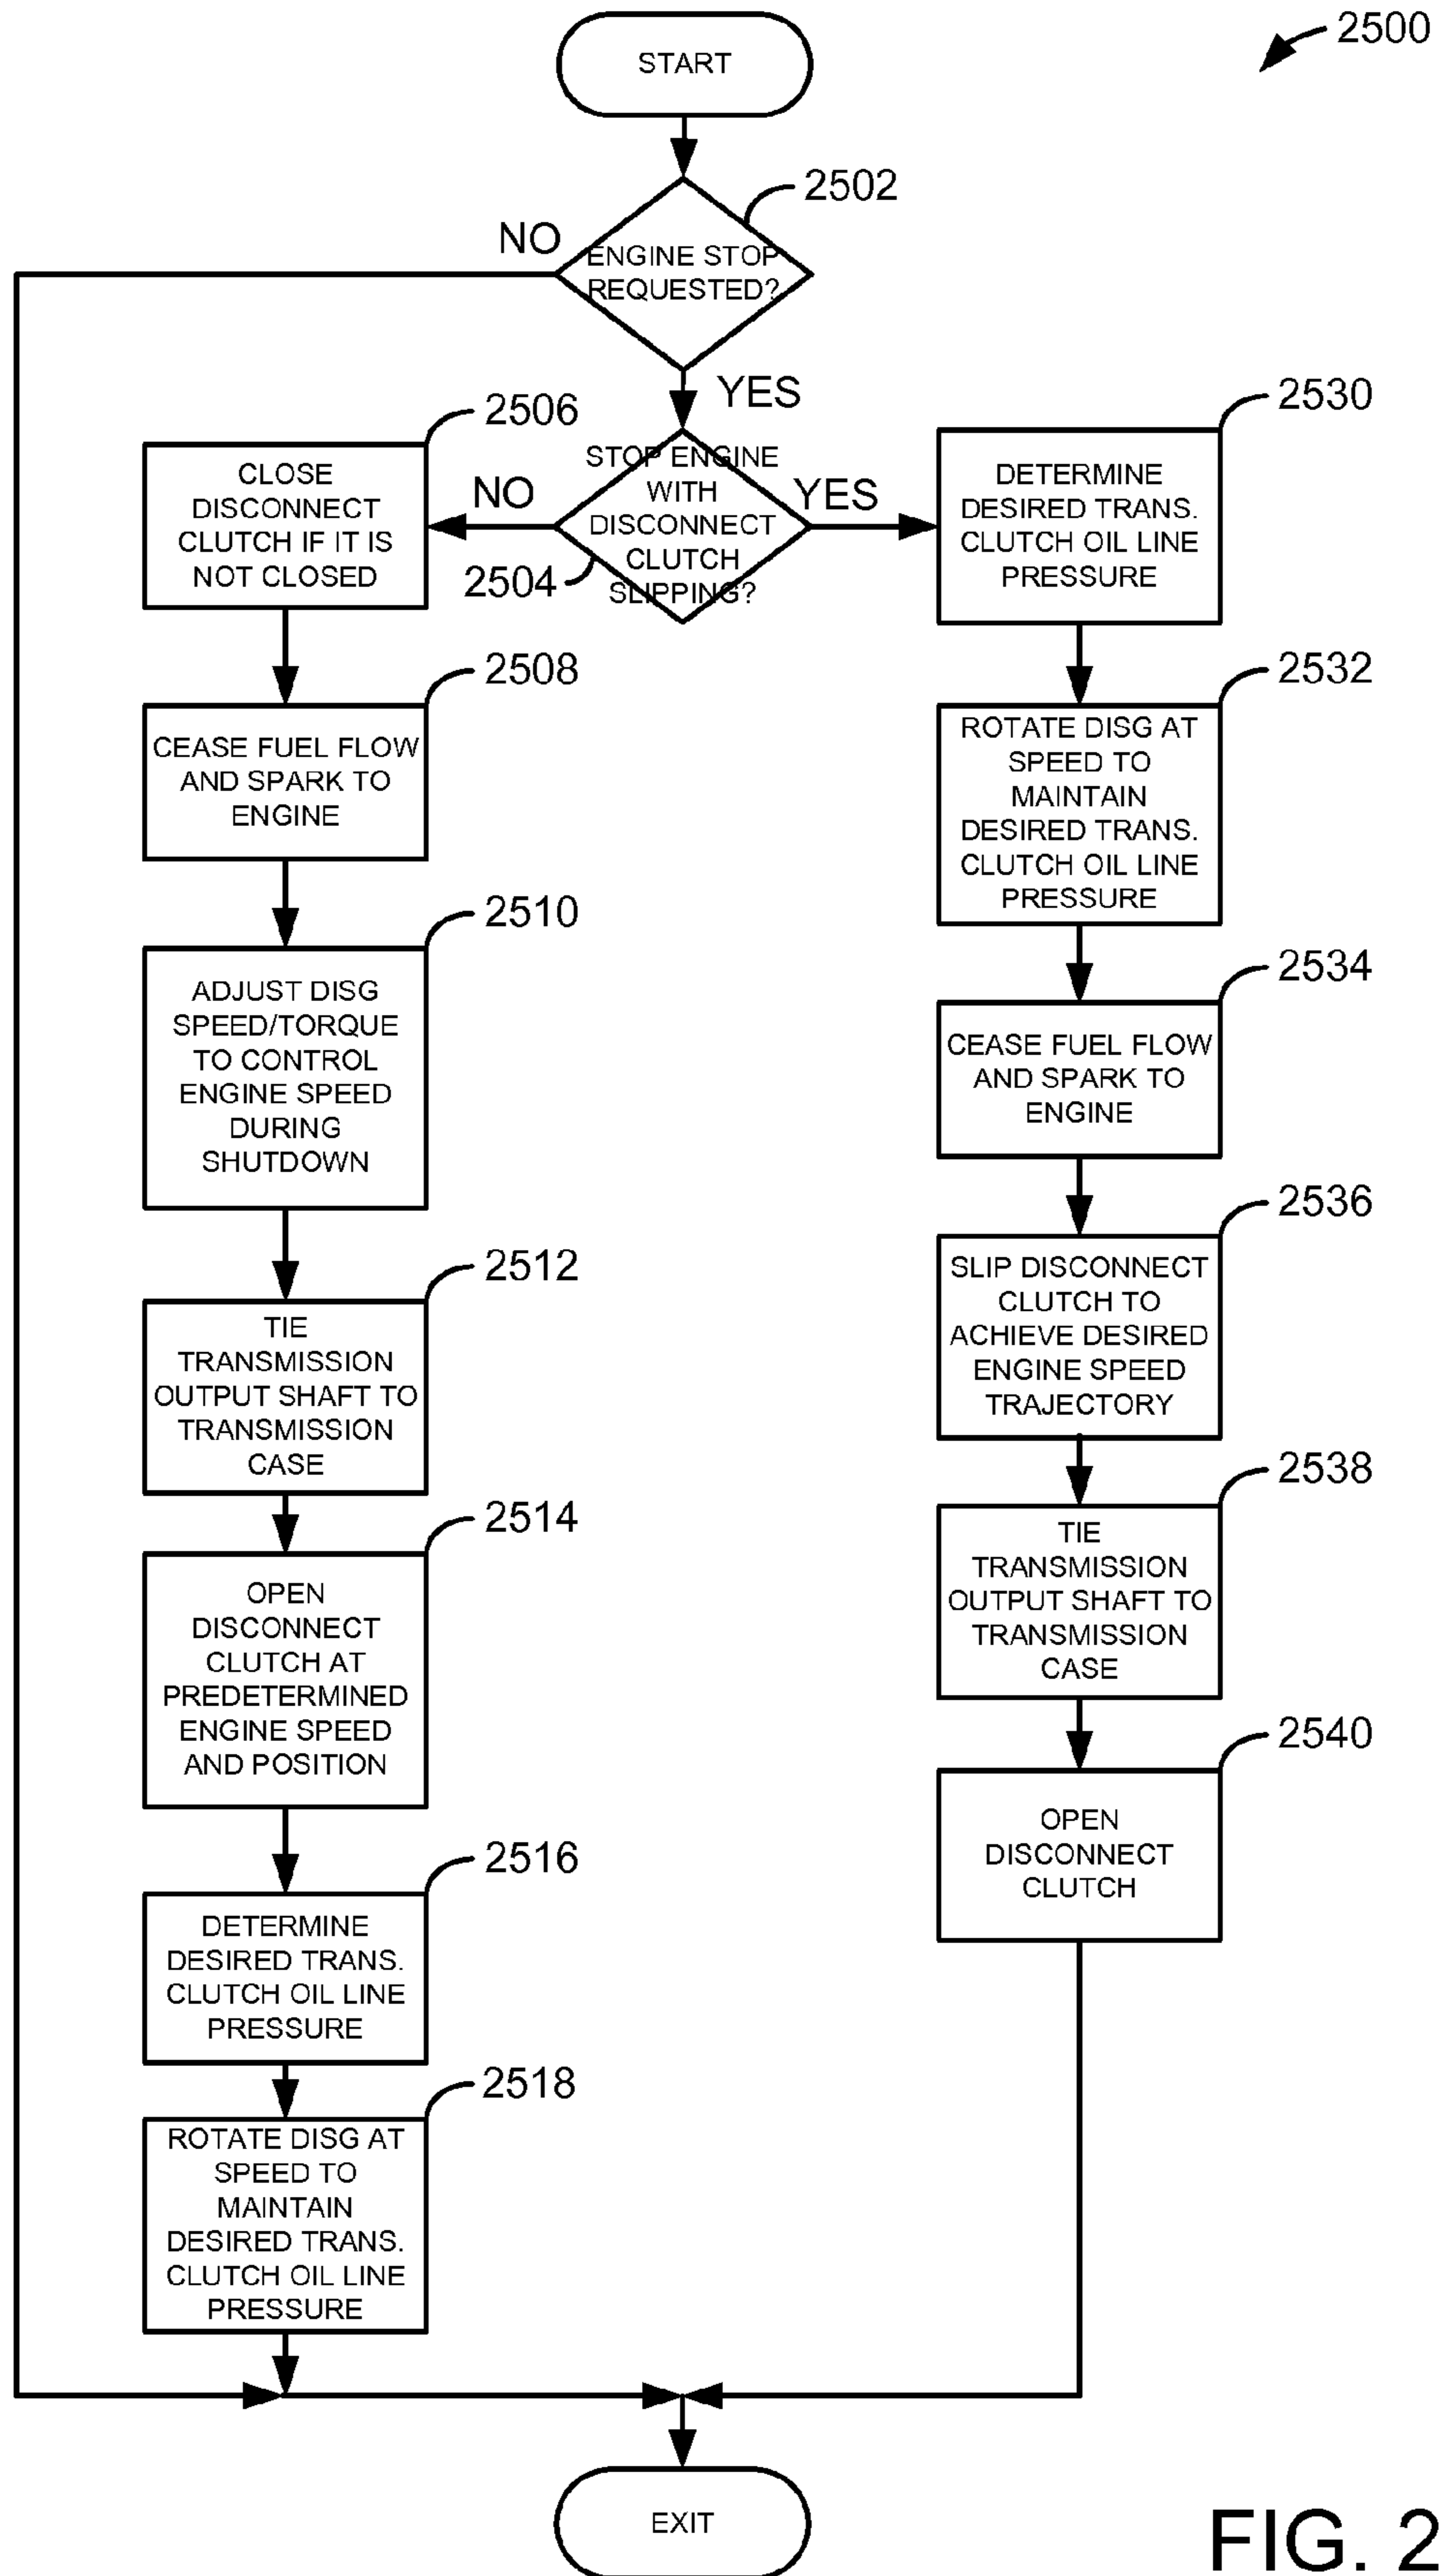 2500
START
2502
NO
ENGINE STOP
REQUESTED?
YES
2504
STOP ENGINE
WITH
DISCONNECT
CLUTCH
SLIPPING?
NO
YES
2506
CLOSE
DISCONNECT
CLUTCH IF IT IS
NOT CLOSED
2508
CEASE FUEL FLOW
AND SPARK TO
ENGINE
2510
ADJUST DISG
SPEED/TORQUE
TO CONTROL
ENGINE SPEED
DURING
SHUTDOWN
2512
TIE
TRANSMISSION
OUTPUT SHAFT TO
TRANSMISSION
CASE
2514
OPEN
DISCONNECT
CLUTCH AT
PREDETERMINED
ENGINE SPEED
AND POSITION
2516
DETERMINE
DESIRED TRANS.
CLUTCH OIL LINE
PRESSURE
2518
ROTATE DISG AT
SPEED TO
MAINTAIN
DESIRED TRANS.
CLUTCH OIL LINE
PRESSURE
2530
DETERMINE
DESIRED TRANS.
CLUTCH OIL LINE
PRESSURE
2532
ROTATE DISG AT
SPEED TO
MAINTAIN
DESIRED TRANS.
CLUTCH OIL LINE
PRESSURE
2534
CEASE FUEL FLOW
AND SPARK TO
ENGINE
2536
SLIP DISCONNECT
CLUTCH TO
ACHIEVE DESIRED
ENGINE SPEED
TRAJECTORY
2538
TIE
TRANSMISSION
OUTPUT SHAFT TO
TRANSMISSION
CASE
2540
OPEN
DISCONNECT
CLUTCH
EXIT
FIG. 2